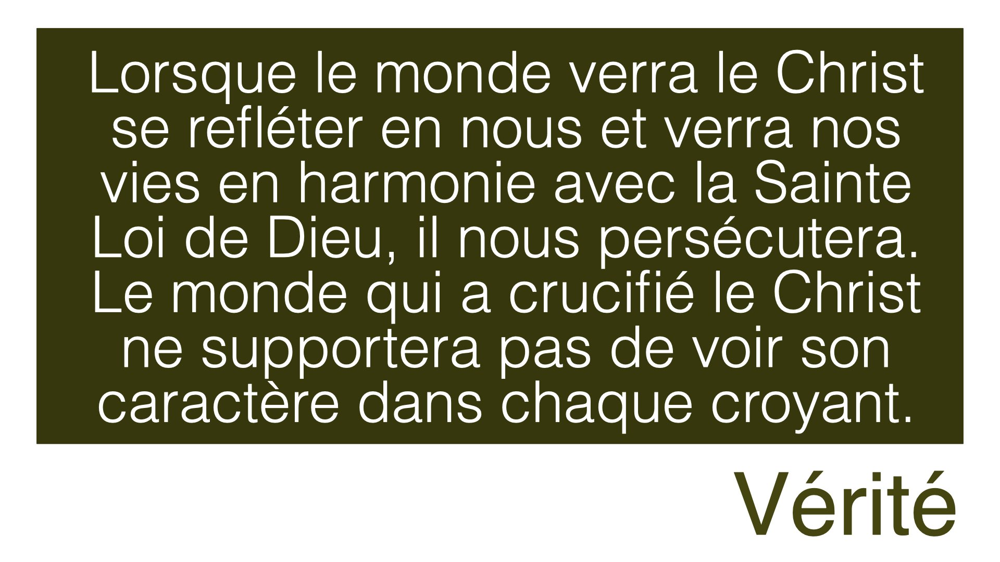 Lorsque le monde verra le Christ
se refléter en nous et verra nos
vies en harmonie avec la Sainte
Loi de Dieu, il nous persécutera.
Le monde qui a crucifié le Christ
ne supportera pas de voir son
caractère dans chaque croyant.
Vérité